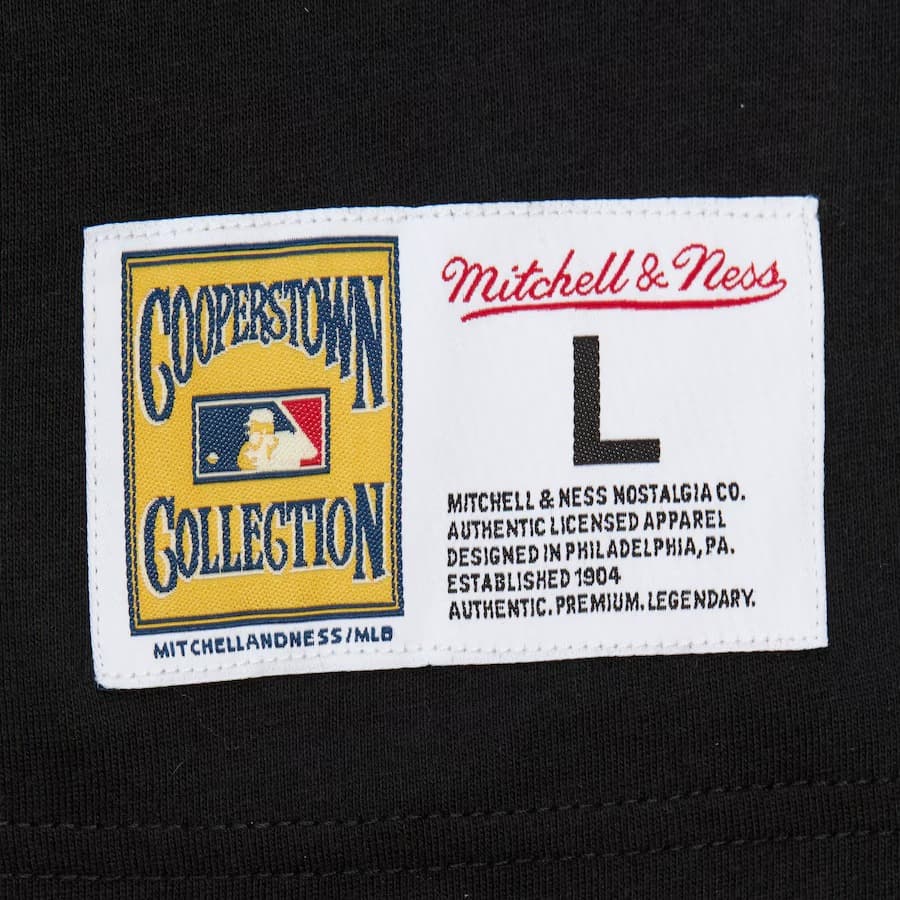 COOPERSTOWN
COLLECTION
MITCHELLANDNESS/MLB
Mitchell & Ness
L
MITCHELL & NESS NOSTALGIA CO.
AUTHENTIC LICENSED APPAREL
DESIGNED IN PHILADELPHIA, PA.
ESTABLISHED 1904
AUTHENTIC. PREMIUM. LEGENDARY.